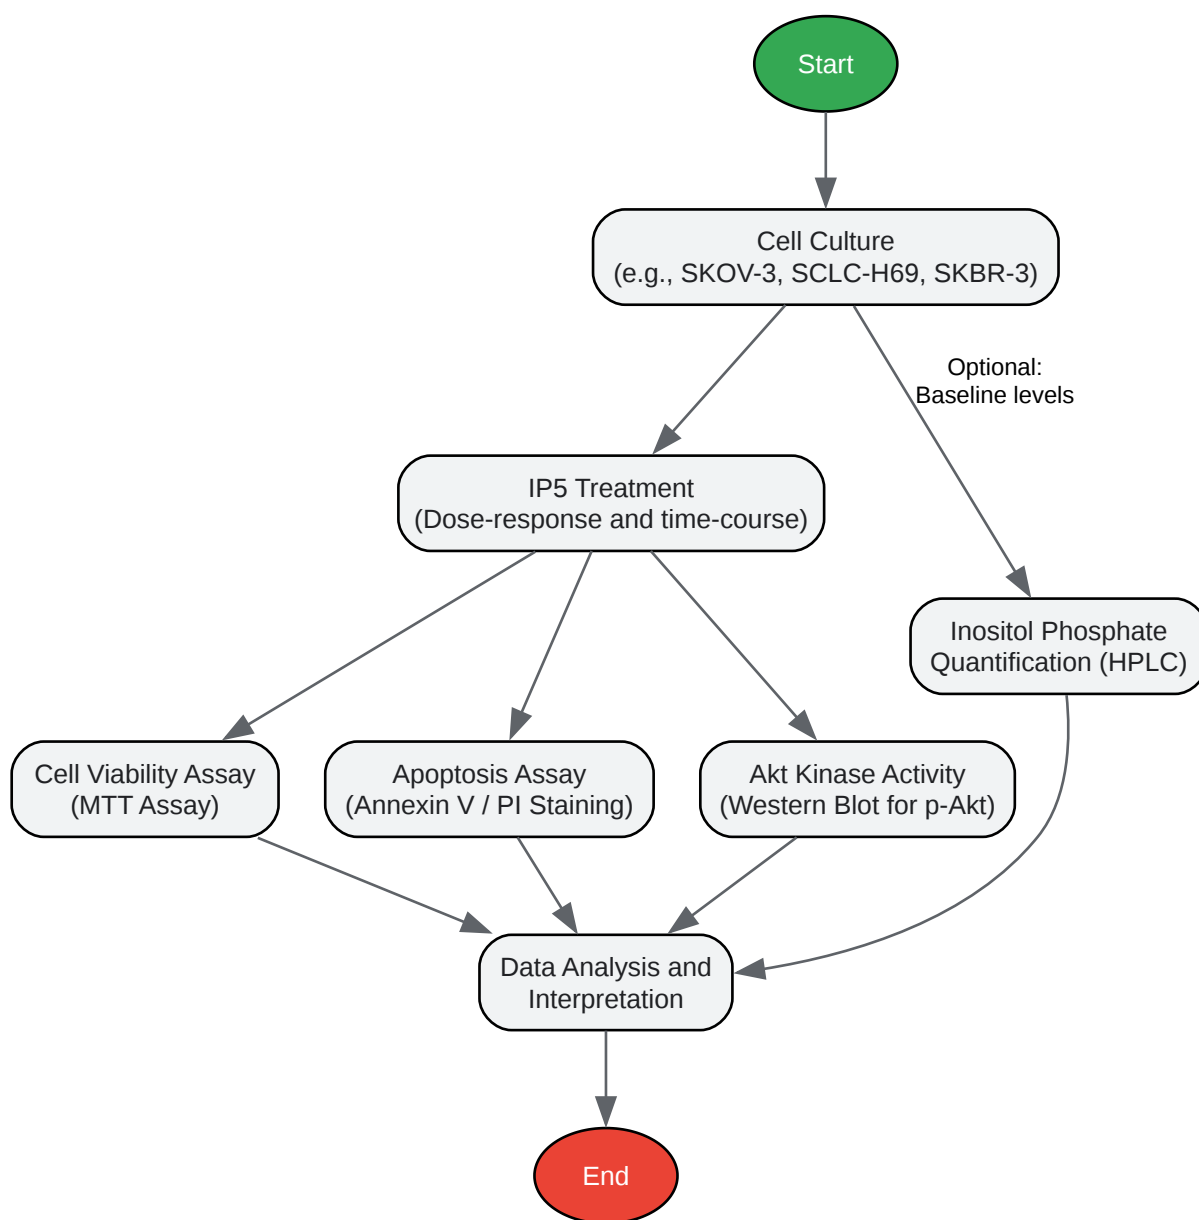 Start
Cell Culture
(e.g., SKOV-3, SCLC-H69, SKBR-3)
Optional:
Baseline levels
IP5 Treatment
(Dose-response and time-course)
Inositol Phosphate
Quantification (HPLC)
Cell Viability Assay
(MTT Assay)
Apoptosis Assay
(Annexin V / PI Staining)
Akt Kinase Activity
(Western Blot for p-Akt)
Data Analysis and
Interpretation
End